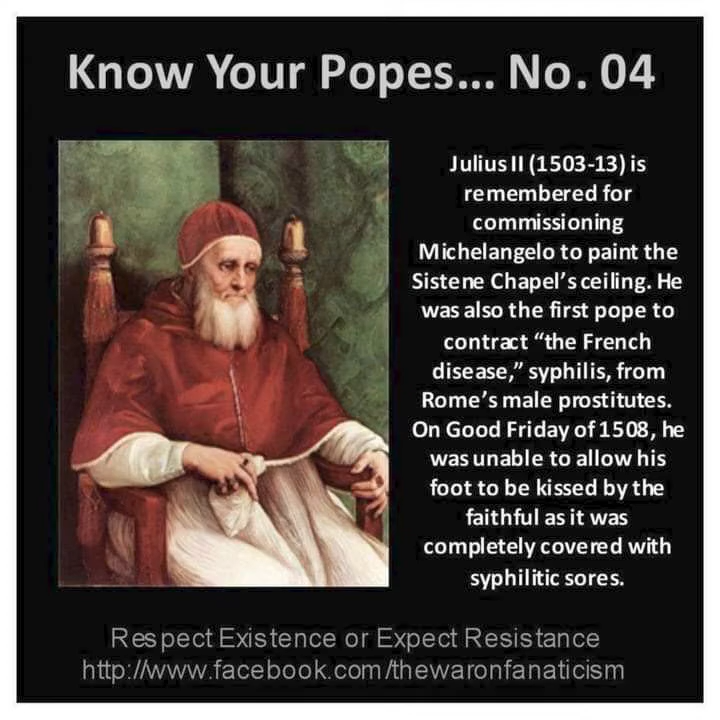 Know Your Popes... No. 04
Julius II (1503-13) is
remembered for
commissioning
Michelangelo to paint the
Sistene Chapel's ceiling. He
was also the first pope to
contract “the French
disease,” syphilis, from
Rome's male prostitutes.
On Good Friday of 1508, he
was unable to allow his
foot to be kissed by the
faithful as it was
completely covered with
syphilitic sores.
Respect Existence or Expect Resistance
http://www.facebook.com/thewaronfanaticism